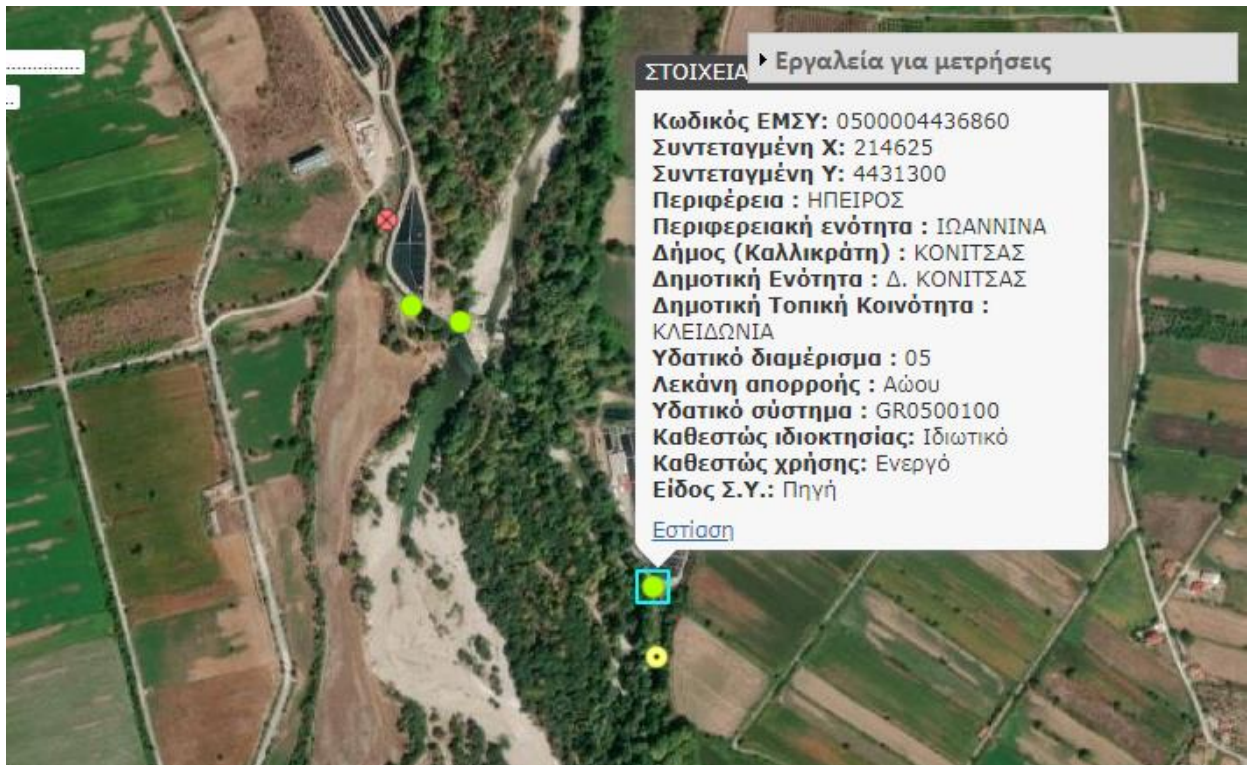 ΣΤΟΙΧΕΙΑ
Εργαλεία για μετρήσεις
Κωδικός ΕΜΣΥ: 0500004436860
Συντεταγμένη Χ: 214625
Συντεταγμένη Υ: 4431300
Περιφέρεια : ΗΠΕΙΡΟΣ
Περιφερειακή ενότητα : ΙΩΑΝΝΙΝΑ
Δήμος (Καλλικράτη) : ΚΟΝΙΤΣΑΣ
Δημοτική Ενότητα : Δ. ΚΟΝΙΤΣΑΣ
Δημοτική Τοπική Κοινότητα :
ΚΛΕΙΔΩΝΙΑ
Υδατικό διαμέρισμα : 05
Λεκάνη απορροής : Αώου
Υδατικό σύστημα : GR0500100
Καθεστώς ιδιοκτησίας: Ιδιωτικό
Καθεστώς χρήσης: Ενεργό
Είδος Σ.Υ.: Πηγή
Εστίαση